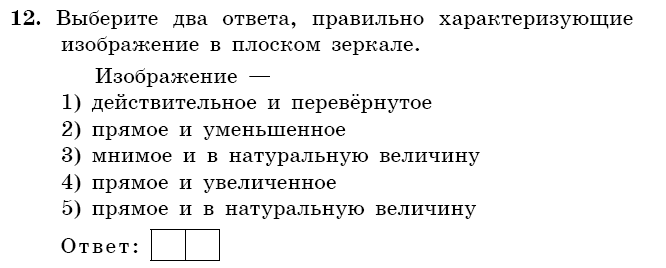 12. Выберите два ответа, правильно характеризующие
изображение в плоском зеркале.
Изображение —
1) действительное и перевёрнутое
2) прямое и уменьшенное
3) мнимое и в натуральную величину
4) прямое и увеличенное
5) прямое и в натуральную величину
Ответ: